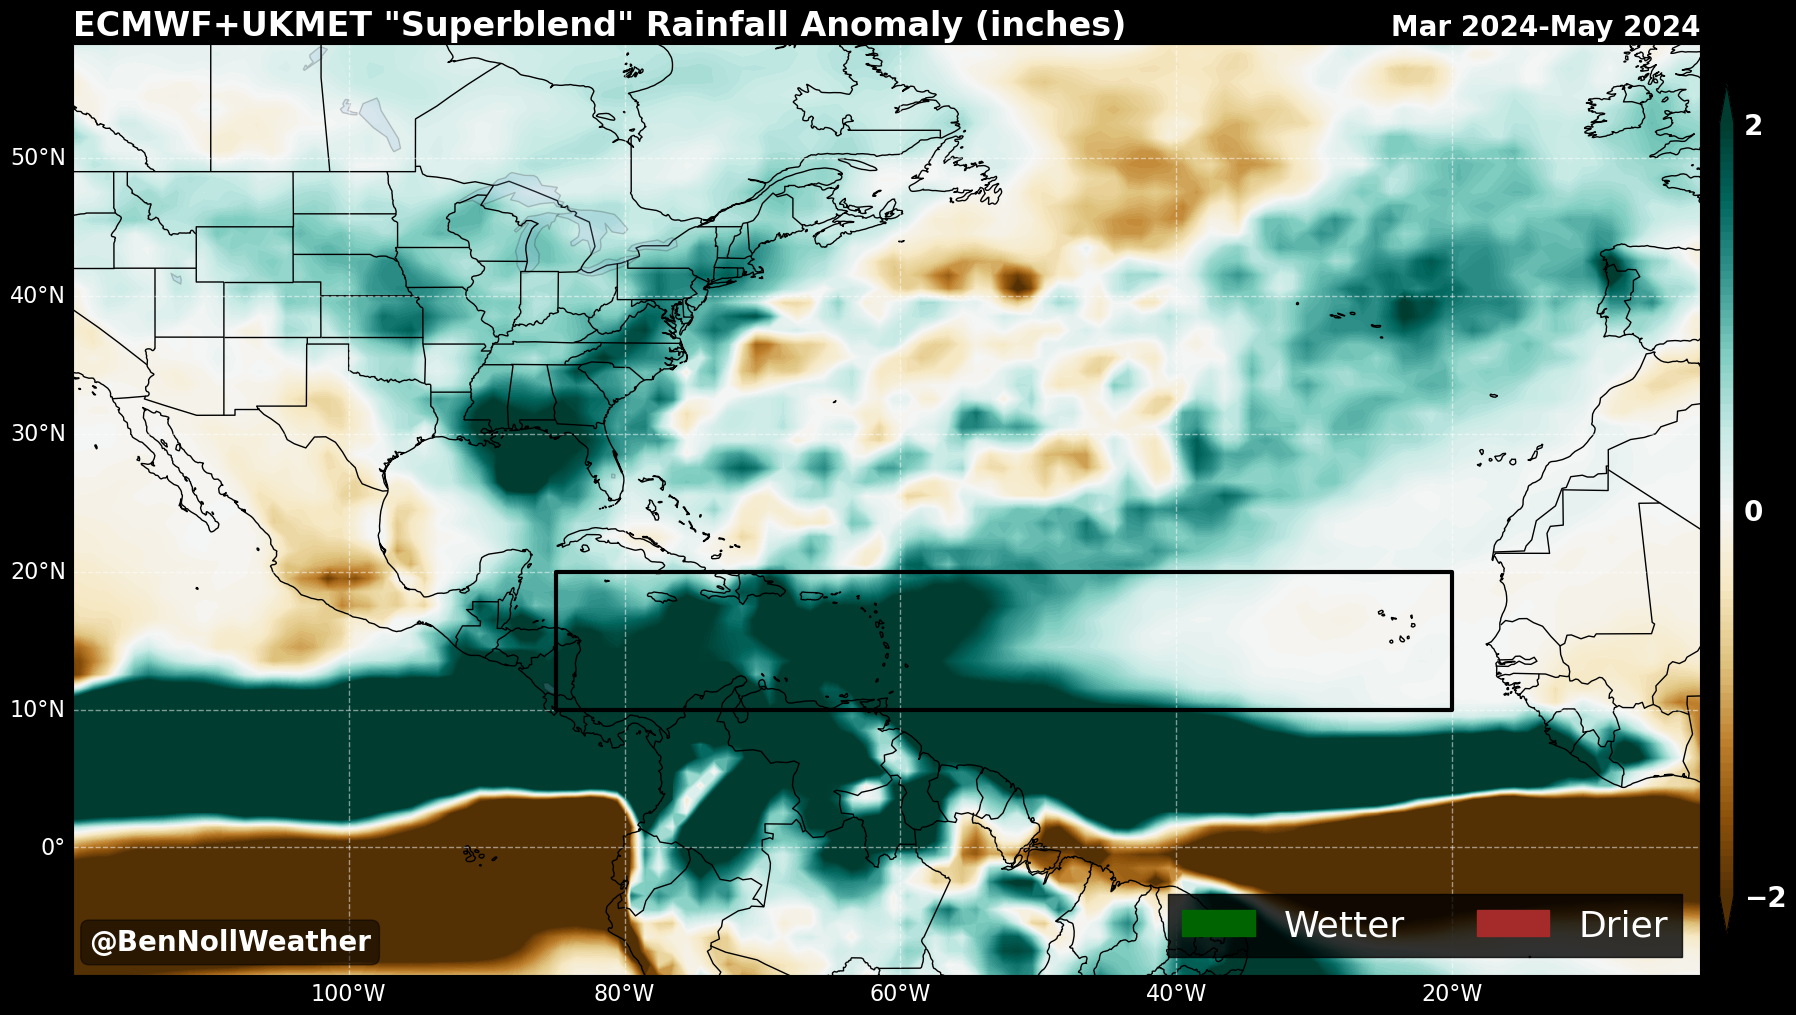 ECMWF+UKMET "Superblend" Rainfall Anomaly (inches)
Mar 2024-May 2024
50°N
40°N
30°N
20°N
10°N
0°
2
0
−2
@BenNollWeather
Wetter
Drier
100°W
80°W
60°W
40°W
20°W